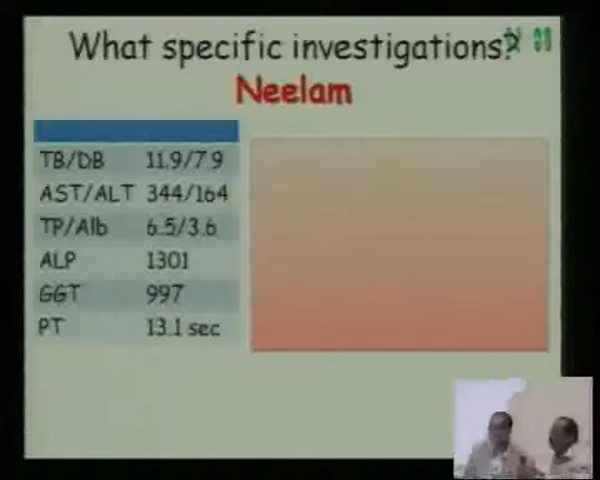 What specific investigations?
Neelam
TB/DB 11.9/7.9
AST/ALT 344/164
TP/Alb 6.5/3.6
ALP 1301
GGT 997
PT 13.1 sec